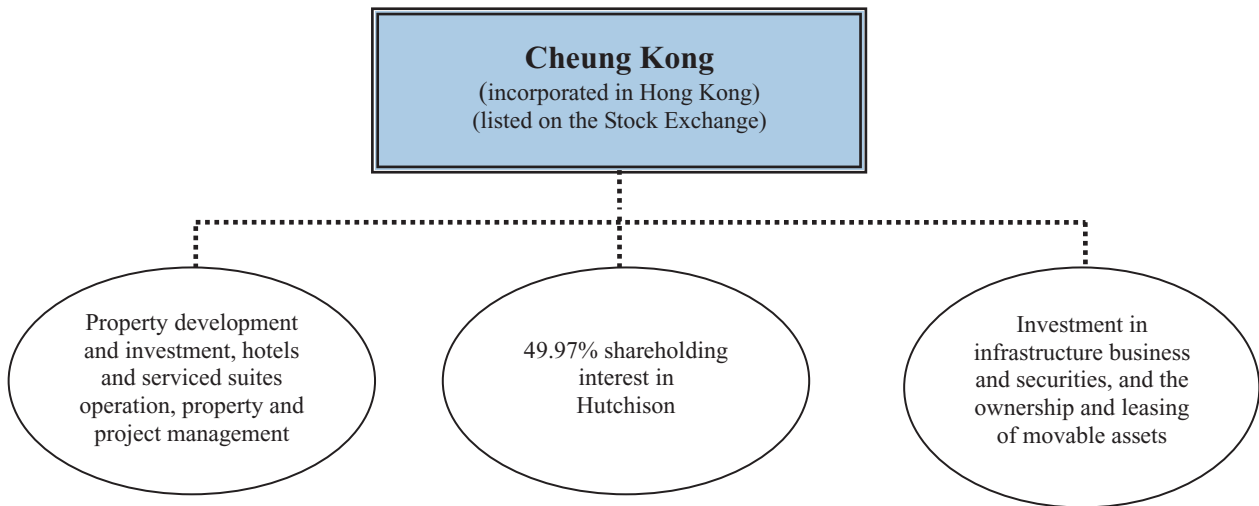 Cheung Kong
(incorporated in Hong Kong)
(listed on the Stock Exchange)
Property development
and investment, hotels
and serviced suites
operation, property and
project management
49.97% shareholding
interest in
Hutchison
Investment in
infrastructure business
and securities, and the
ownership and leasing
of movable assets